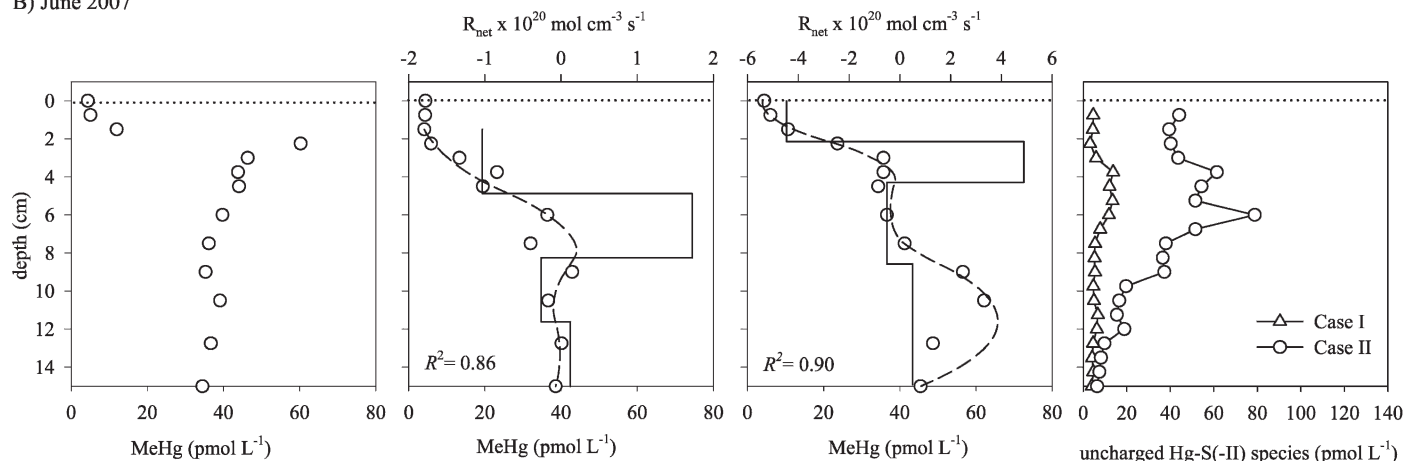 B) June 2007
R_net x 10^20 mol cm^-3 s^-1
R_net x 10^20 mol cm^-3 s^-1
-2 -1 0 1 2
-6 -4 -2 0 2 4 6
depth (cm)
0
2
4
6
8
10
12
14
R^2= 0.86
R^2= 0.90
Case I
Case II
0 20 40 60 80
0 20 40 60 80
0 20 40 60 80
0 20 40 60 80 100 120 140
MeHg (pmol L^-1)
MeHg (pmol L^-1)
MeHg (pmol L^-1)
uncharged Hg-S(-II) species (pmol L^-1)